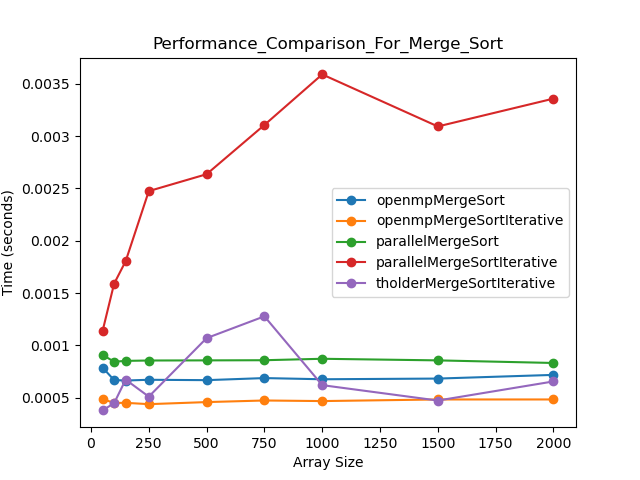 Performance_Comparison_For_Merge_Sort
Time (seconds)
0.0035
0.003
0.0025
0.002
0.0015
0.001
0.0005
openmpMergeSort
openmpMergeSortIterative
parallelMergeSort
parallelMergeSortIterative
tholderMergeSortIterative
0 250 500 750 1000 1250 1500 1750 2000
Array Size